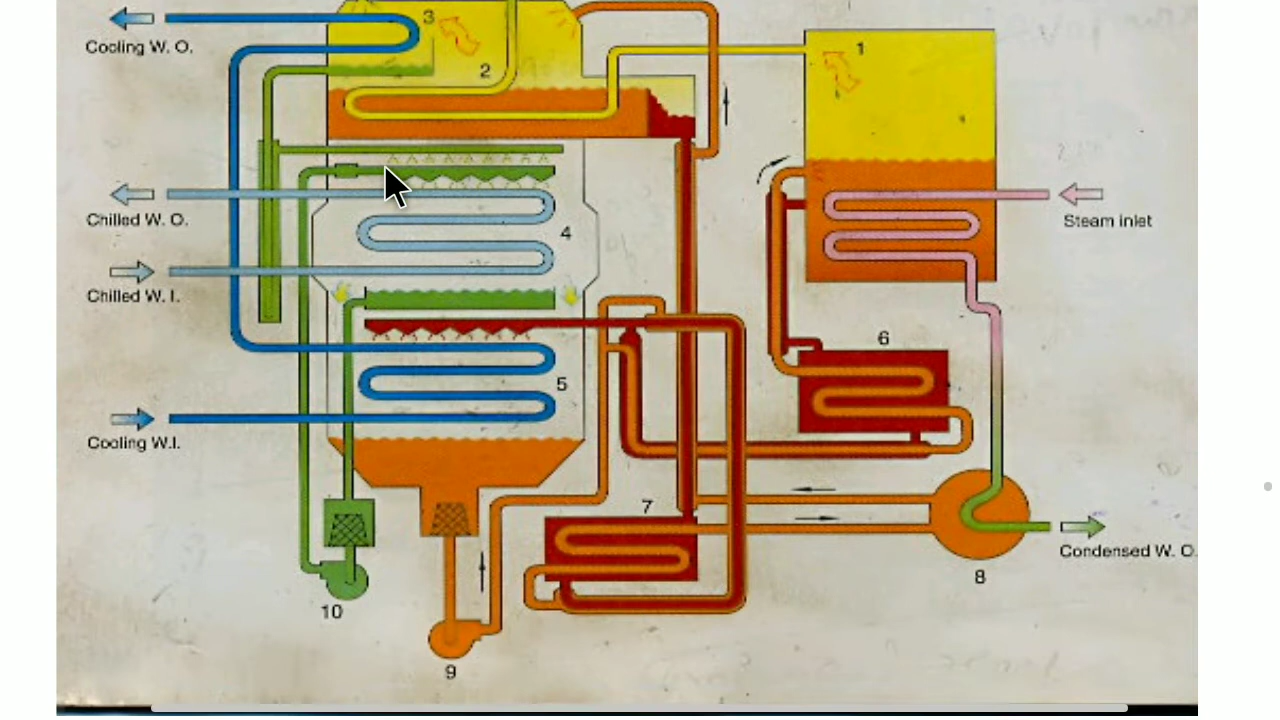 3
Cooling W. O.
1
2
Chilled W. O.
Steam inlet
4
Chilled W. I.
6
5
Cooling W.I.
7
Condensed W. O.
8
10
9